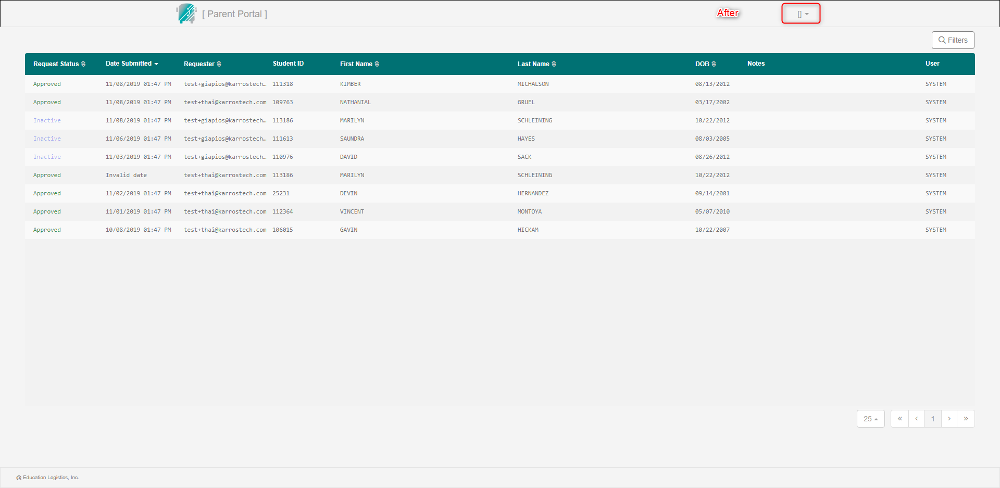 [ Parent Portal ] After []
Filters
Request Status Date Submitted Requester Student ID First Name Last Name DOB Notes User
Approved 11/08/2019 01:47 PM test+giapios@karrostech… 111318 KIMBER MICHALSON 08/13/2012 SYSTEM
Approved 11/08/2019 01:47 PM test+thai@karrostech.com 109763 NATHANIAL GRUEL 03/17/2002 SYSTEM
Inactive 11/08/2019 01:47 PM test+giapios@karrostech… 113186 MARILYN SCHLEINING 10/22/2012 SYSTEM
Inactive 11/06/2019 01:47 PM test+giapios@karrostech… 111613 SAUNDRA HAYES 08/03/2005 SYSTEM
Inactive 11/03/2019 01:47 PM test+giapios@karrostech… 110976 DAVID SACK 08/26/2012 SYSTEM
Approved Invalid date test+thai@karrostech.com 113186 MARILYN SCHLEINING 10/22/2012 SYSTEM
Approved 11/02/2019 01:47 PM test+thai@karrostech.com 25231 DEVIN HERNANDEZ 09/14/2001 SYSTEM
Approved 11/01/2019 01:47 PM test+thai@karrostech.com 112364 VINCENT MONTOYA 05/07/2010 SYSTEM
Approved 10/08/2019 01:47 PM test+thai@karrostech.com 106015 GAVIN HICKAM 10/22/2007 SYSTEM
25 « ‹ 1 › »
@ Education Logistics, Inc.